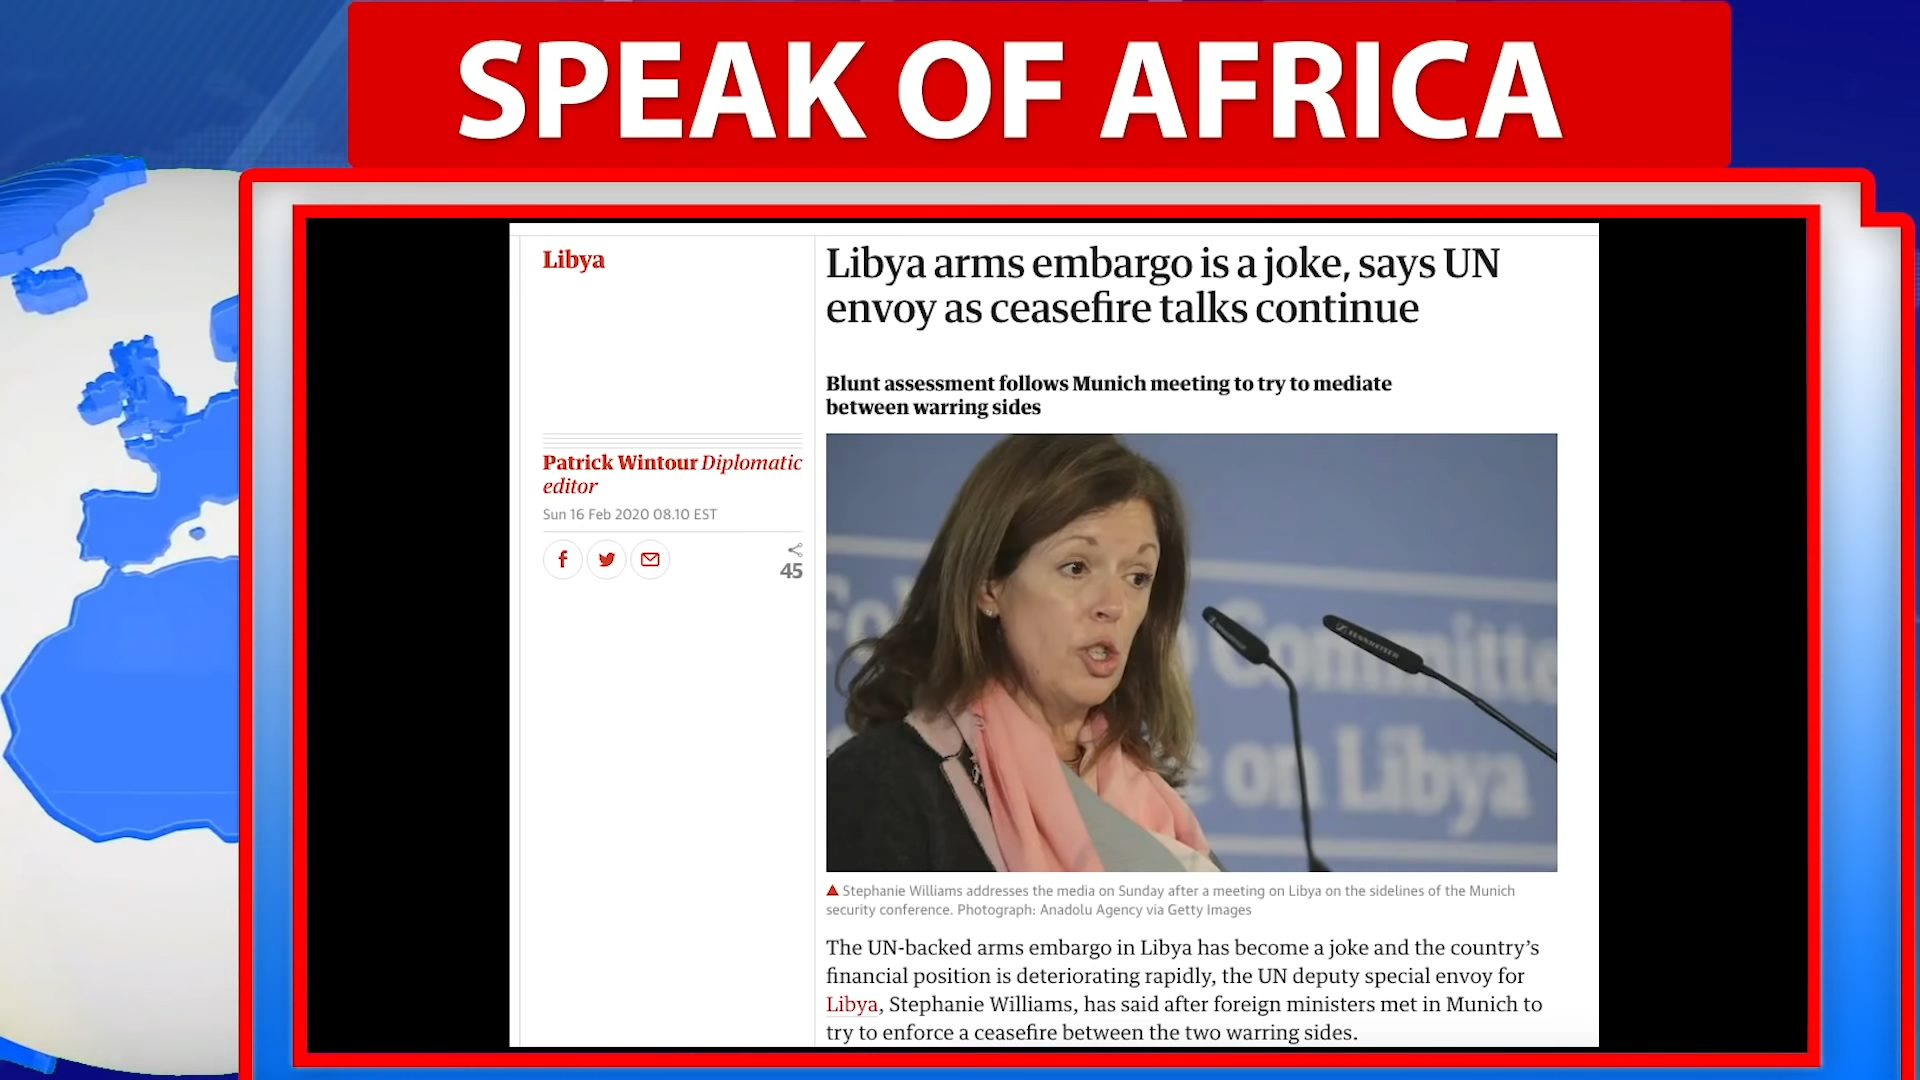 SPEAK OF AFRICA
Libya
Libya arms embargo is a joke, says UN
envoy as ceasefire talks continue
Blunt assessment follows Munich meeting to try to mediate
between warring sides
Patrick Wintour Diplomatic
editor
Sun 16 Feb 2020 08.10 EST
45
Committe
e on Libya
SENNHEISER
Stephanie Williams addresses the media on Sunday after a meeting on Libya on the sidelines of the Munich
security conference. Photograph: Anadolu Agency via Getty Images
The UN-backed arms embargo in Libya has become a joke and the country’s
financial position is deteriorating rapidly, the UN deputy special envoy for
Libya, Stephanie Williams, has said after foreign ministers met in Munich to
try to enforce a ceasefire between the two warring sides.